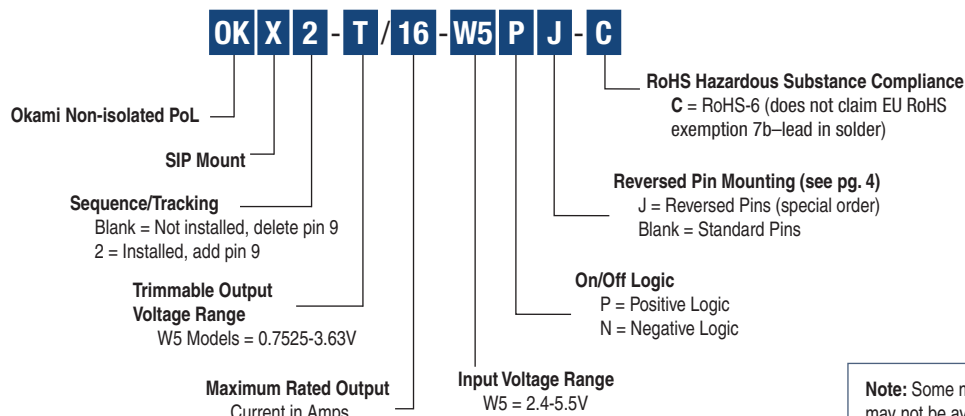 OK X 2 - T / 16 - W5 P J - C
RoHS Hazardous Substance Compliance
C = RoHS-6 (does not claim EU RoHS
exemption 7b–lead in solder)
Okami Non-isolated PoL
SIP Mount
Reversed Pin Mounting (see pg. 4)
J = Reversed Pins (special order)
Blank = Standard Pins
Sequence/Tracking
Blank = Not installed, delete pin 9
2 = Installed, add pin 9
On/Off Logic
P = Positive Logic
N = Negative Logic
Trimmable Output
Voltage Range
W5 Models = 0.7525-3.63V
Input Voltage Range
W5 = 2.4-5.5V
Maximum Rated Output
Current in Amps
Note: Some m
may not be av